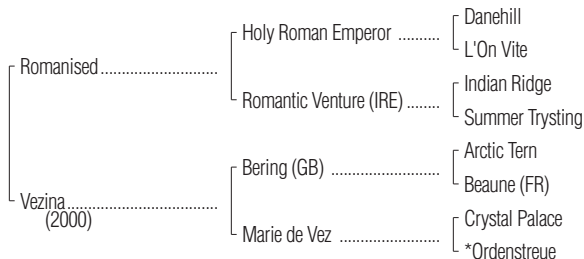 Danehill
Holy Roman Emperor ..........
L'On Vite
Romanised..............................
Indian Ridge
Romantic Venture (IRE) ........
Summer Trysting
Arctic Tern
Bering (GB) ...........................
Beaune (FR)
Vezina.......................................
(2000)
Crystal Palace
Marie de Vez .........................
*Ordenstreue